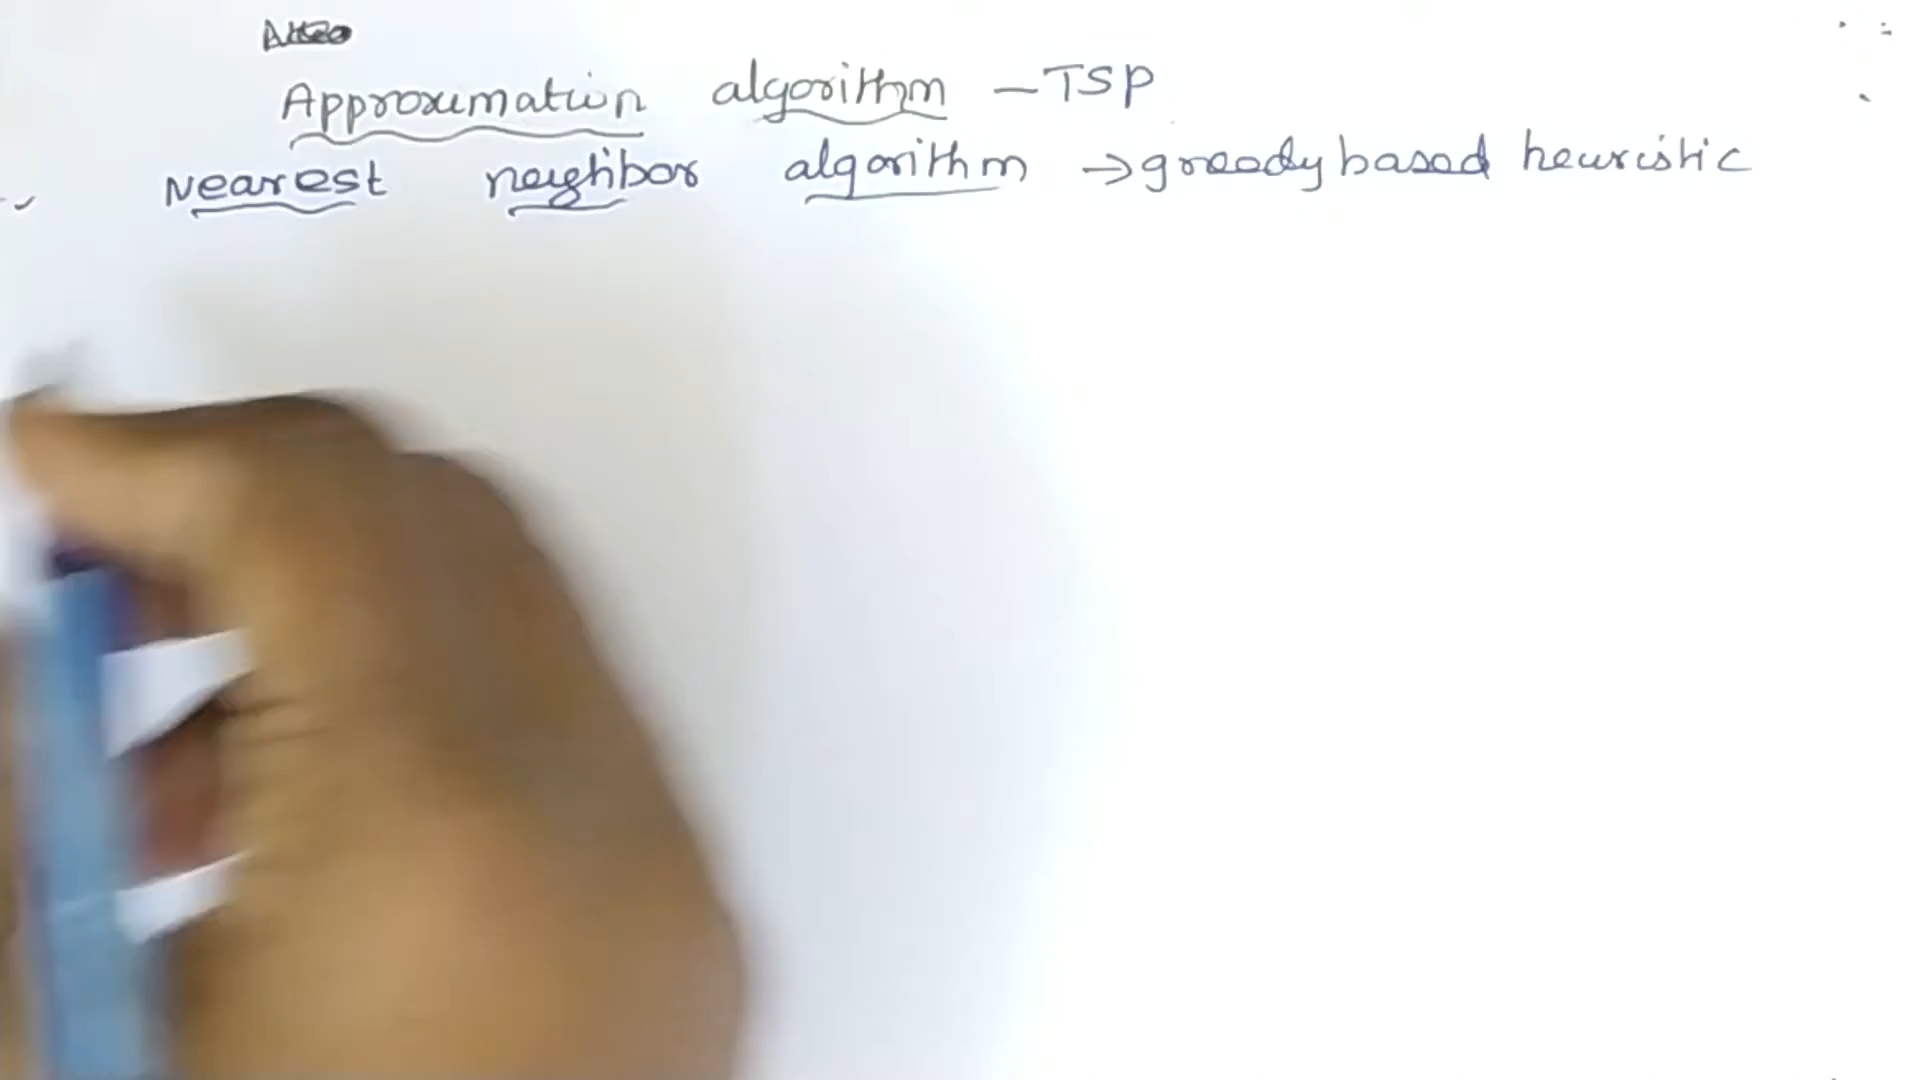 Approximation algorithm - TSP
Nearest neighbor algorithm → greedy based heuristic